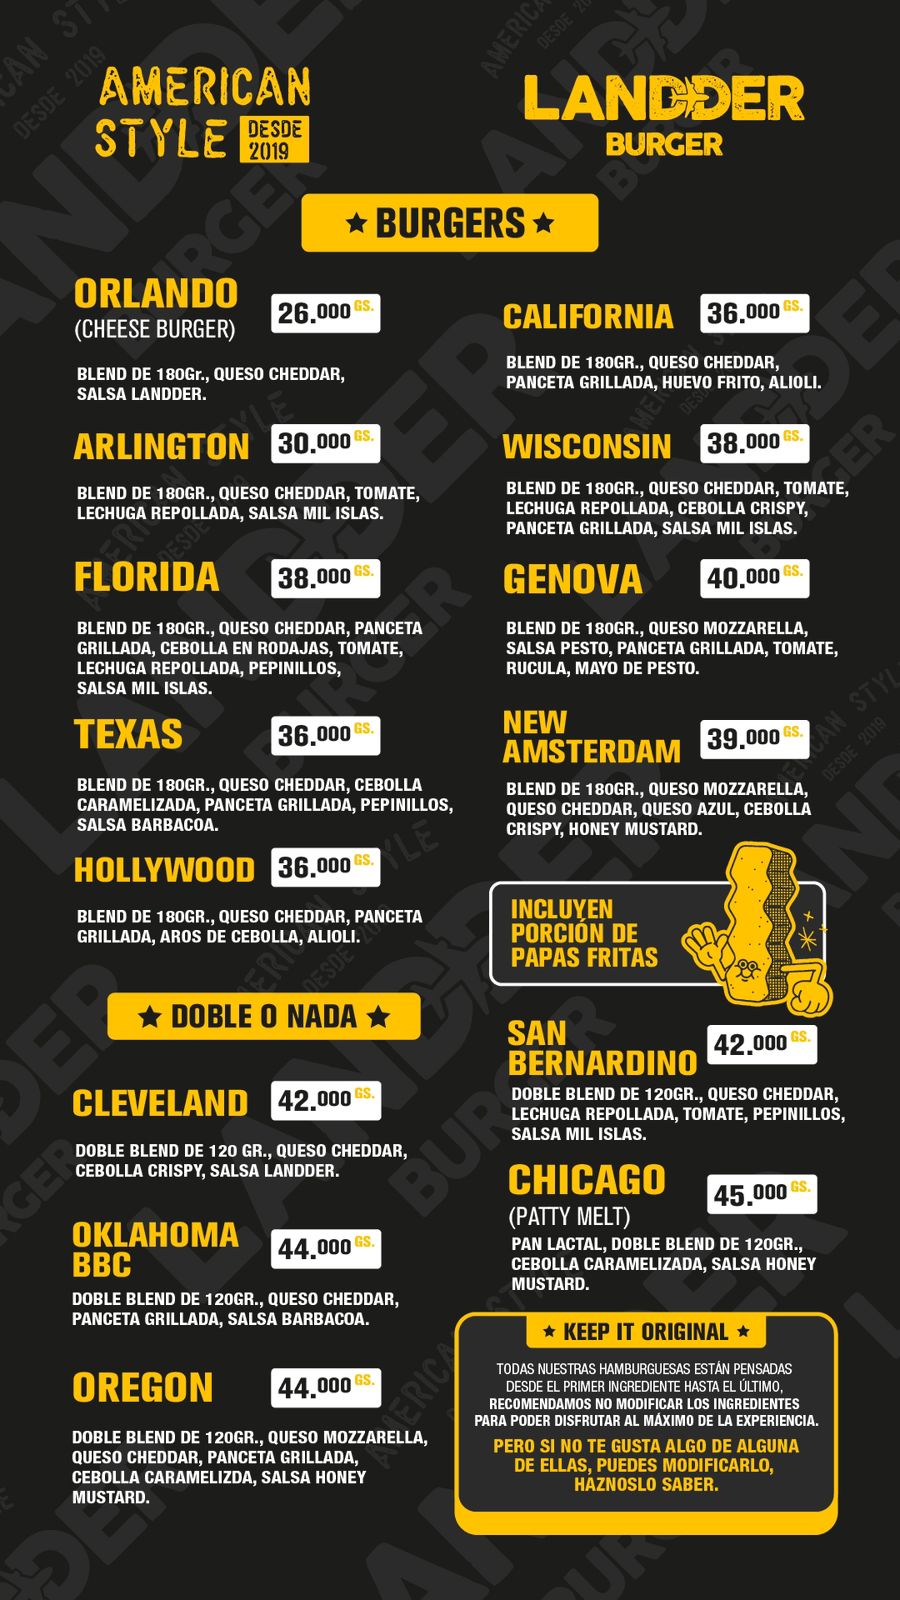 AMERICAN
STYLE DESDE
2019
LANDDER
BURGER
★ BURGERS ★
ORLANDO
(CHEESE BURGER)
26.000 GS.
BLEND DE 180Gr., QUESO CHEDDAR,
SALSA LANDDER.
ARLINGTON 30.000 GS.
BLEND DE 180GR., QUESO CHEDDAR, TOMATE,
LECHUGA REPOLLADA, SALSA MIL ISLAS.
FLORIDA 38.000 GS.
BLEND DE 180GR., QUESO CHEDDAR, PANCETA
GRILLADA, CEBOLLA EN RODAJAS, TOMATE,
LECHUGA REPOLLADA, PEPINILLOS,
SALSA MIL ISLAS.
TEXAS 36.000 GS.
BLEND DE 180GR., QUESO CHEDDAR, CEBOLLA
CARAMELIZADA, PANCETA GRILLADA, PEPINILLOS,
SALSA BARBACOA.
HOLLYWOOD 36.000 GS.
BLEND DE 180GR., QUESO CHEDDAR, PANCETA
GRILLADA, AROS DE CEBOLLA, ALIOLI.
CALIFORNIA 36.000 GS.
BLEND DE 180GR., QUESO CHEDDAR,
PANCETA GRILLADA, HUEVO FRITO, ALIOLI.
WISCONSIN 38.000 GS.
BLEND DE 180GR., QUESO CHEDDAR, TOMATE,
LECHUGA REPOLLADA, CEBOLLA CRISPY,
PANCETA GRILLADA, SALSA MIL ISLAS.
GENOVA 40.000 GS.
BLEND DE 180GR., QUESO MOZZARELLA,
SALSA PESTO, PANCETA GRILLADA, TOMATE,
RUCULA, MAYO DE PESTO.
NEW
AMSTERDAM 39.000 GS.
BLEND DE 180GR., QUESO MOZZARELLA,
QUESO CHEDDAR, QUESO AZUL, CEBOLLA
CRISPY, HONEY MUSTARD.
INCLUYEN
PORCIÓN DE
PAPAS FRITAS
★ DOBLE O NADA ★
CLEVELAND 42.000 GS.
DOBLE BLEND DE 120 GR., QUESO CHEDDAR,
CEBOLLA CRISPY, SALSA LANDDER.
OKLAHOMA
BBC
44.000 GS.
DOBLE BLEND DE 120GR., QUESO CHEDDAR,
PANCETA GRILLADA, SALSA BARBACOA.
OREGON 44.000 GS.
DOBLE BLEND DE 120GR., QUESO MOZZARELLA,
QUESO CHEDDAR, PANCETA GRILLADA,
CEBOLLA CARAMELIZDA, SALSA HONEY
MUSTARD.
SAN
BERNARDINO 42.000 GS.
DOBLE BLEND DE 120GR., QUESO CHEDDAR,
LECHUGA REPOLLADA, TOMATE, PEPINILLOS,
SALSA MIL ISLAS.
CHICAGO
(PATTY MELT)
45.000 GS.
PAN LACTAL, DOBLE BLEND DE 120GR.,
CEBOLLA CARAMELIZADA, SALSA HONEY
MUSTARD.
★ KEEP IT ORIGINAL ★
TODAS NUESTRAS HAMBURGUESAS ESTÁN PENSADAS
DESDE EL PRIMER INGREDIENTE HASTA EL ÚLTIMO,
RECOMENDAMOS NO MODIFICAR LOS INGREDIENTES
PARA PODER DISFRUTAR AL MÁXIMO DE LA EXPERIENCIA.
PERO SI NO TE GUSTA ALGO DE ALGUNA
DE ELLAS, PUEDES MODIFICARLO,
HAZNOSLO SABER.